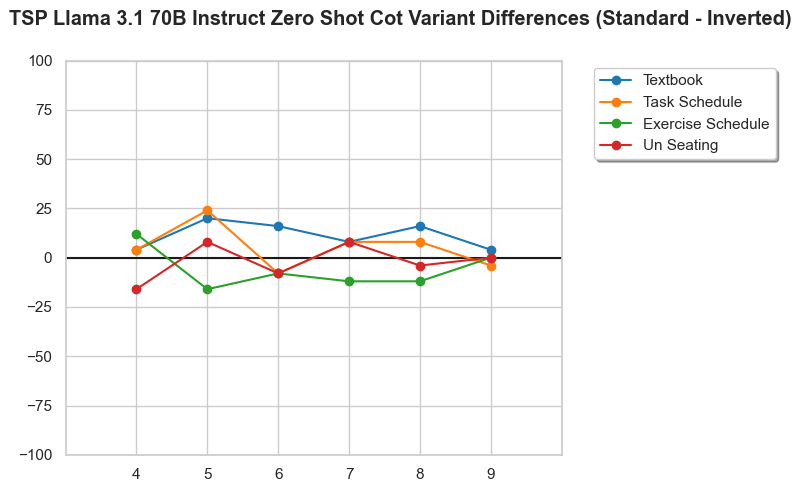 TSP Llama 3.1 70B Instruct Zero Shot Cot Variant Differences (Standard - Inverted)
100
75
50
25
0
−25
−50
−75
−100
4 5 6 7 8 9
Textbook
Task Schedule
Exercise Schedule
Un Seating